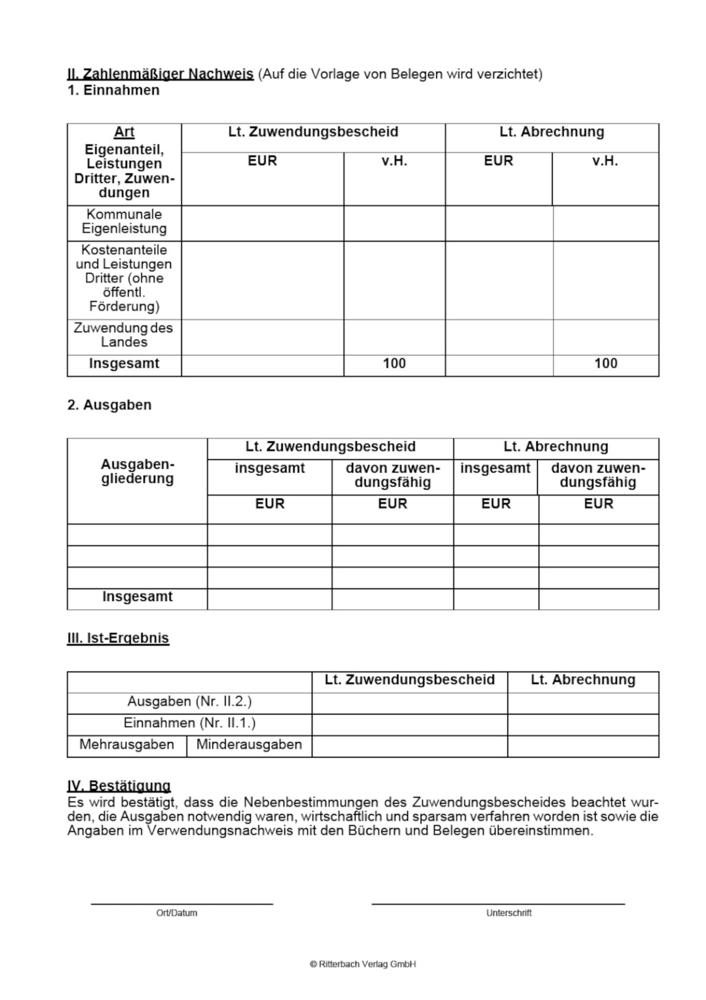 II. Zahlenmäßiger Nachweis (Auf die Vorlage von Belegen wird verzichtet)
1. Einnahmen
Art
Eigenanteil,
Leistungen
Dritter, Zuwen-
dungen
Lt. Zuwendungsbescheid
Lt. Abrechnung
EUR
v.H.
EUR
v.H.
Kommunale
Eigenleistung
Kostenanteile
und Leistungen
Dritter (ohne
öffentl.
Förderung)
Zuwendung des
Landes
Insgesamt
100
100
2. Ausgaben
Ausgaben-
gliederung
Lt. Zuwendungsbescheid
Lt. Abrechnung
insgesamt
davon zuwen-
dungsfähig
insgesamt
davon zuwen-
dungsfähig
EUR
EUR
EUR
EUR
Insgesamt
III. Ist-Ergebnis
Lt. Zuwendungsbescheid
Lt. Abrechnung
Ausgaben (Nr. II.2.)
Einnahmen (Nr. II.1.)
Mehrausgaben
Minderausgaben
IV. Bestätigung
Es wird bestätigt, dass die Nebenbestimmungen des Zuwendungsbescheides beachtet wur-
den, die Ausgaben notwendig waren, wirtschaftlich und sparsam verfahren worden ist sowie die
Angaben im Verwendungsnachweis mit den Büchern und Belegen übereinstimmen.
Ort/Datum
Unterschrift
© Ritterbach Verlag GmbH